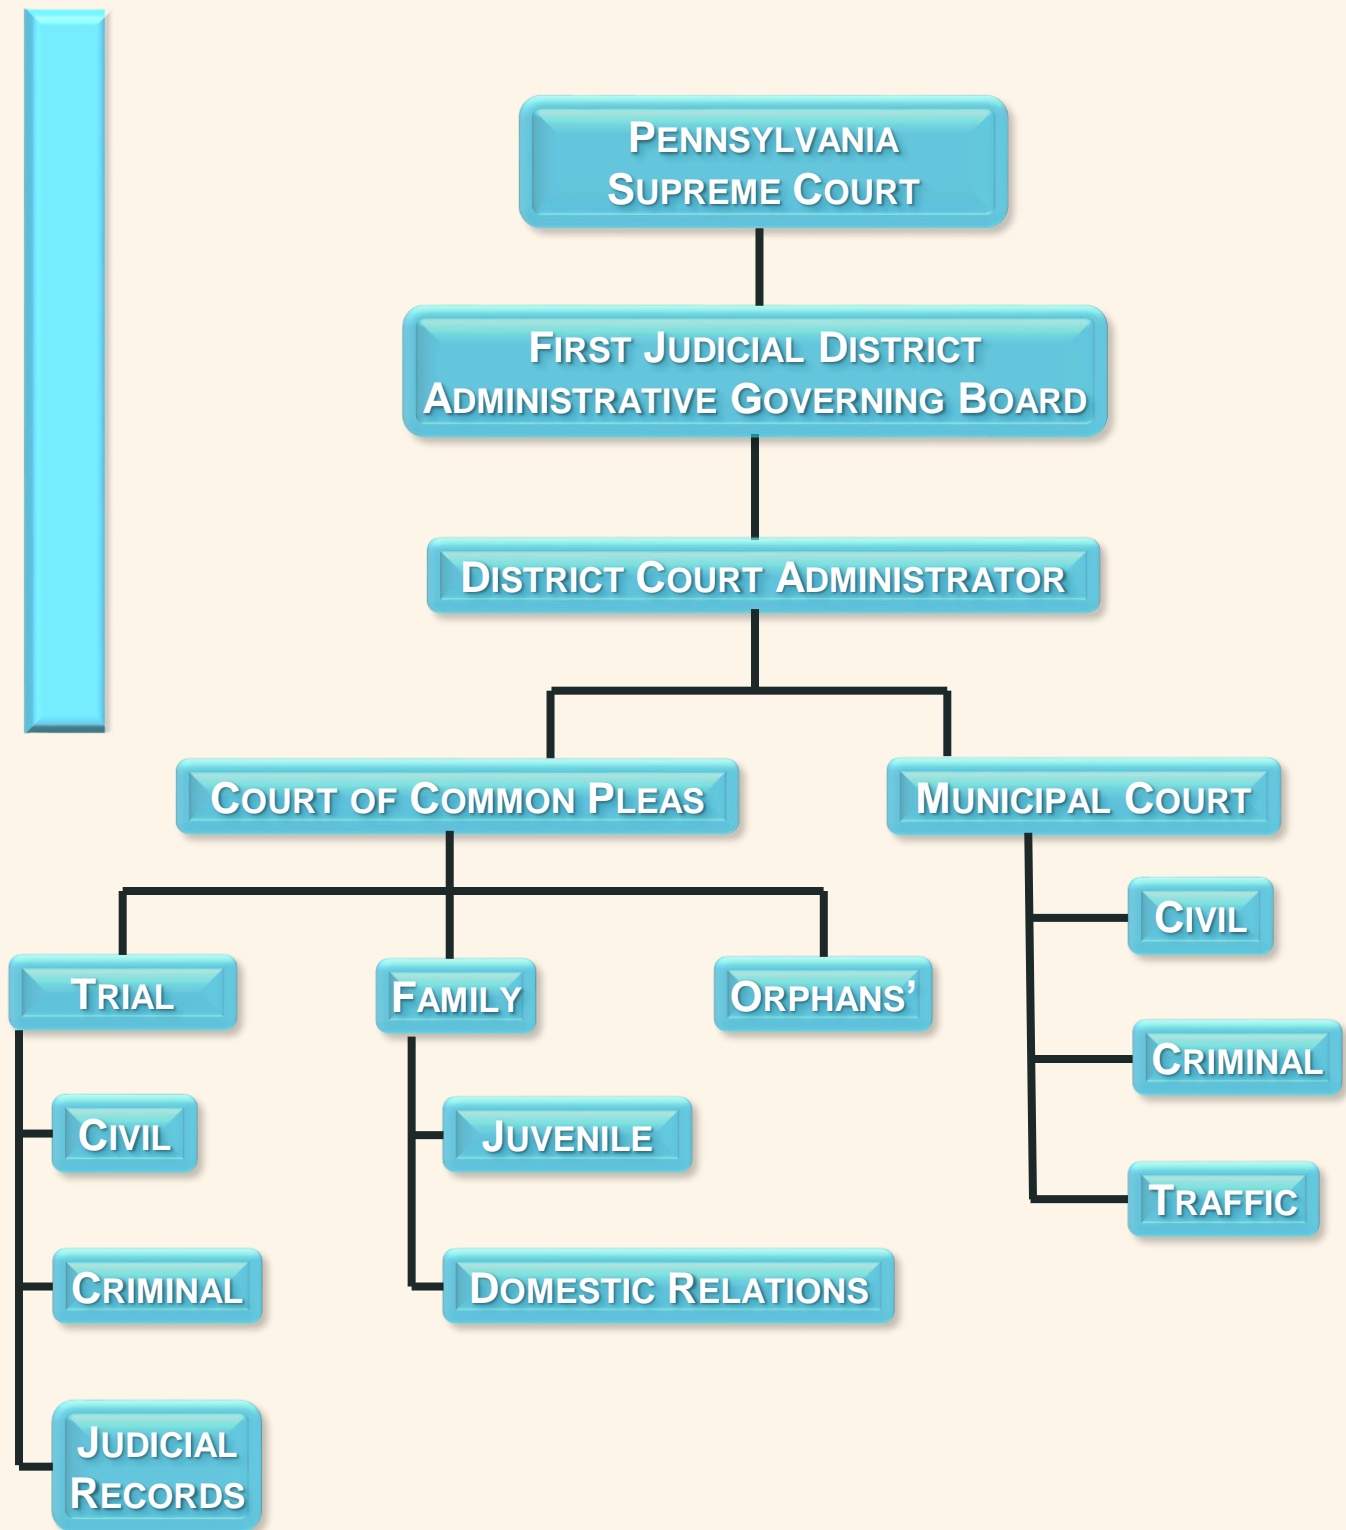 PENNSYLVANIA
SUPREME COURT
FIRST JUDICIAL DISTRICT
ADMINISTRATIVE GOVERNING BOARD
DISTRICT COURT ADMINISTRATOR
COURT OF COMMON PLEAS
MUNICIPAL COURT
TRIAL
CIVIL
CRIMINAL
JUDICIAL
RECORDS
FAMILY
JUVENILE
DOMESTIC RELATIONS
ORPHANS’
CIVIL
CRIMINAL
TRAFFIC